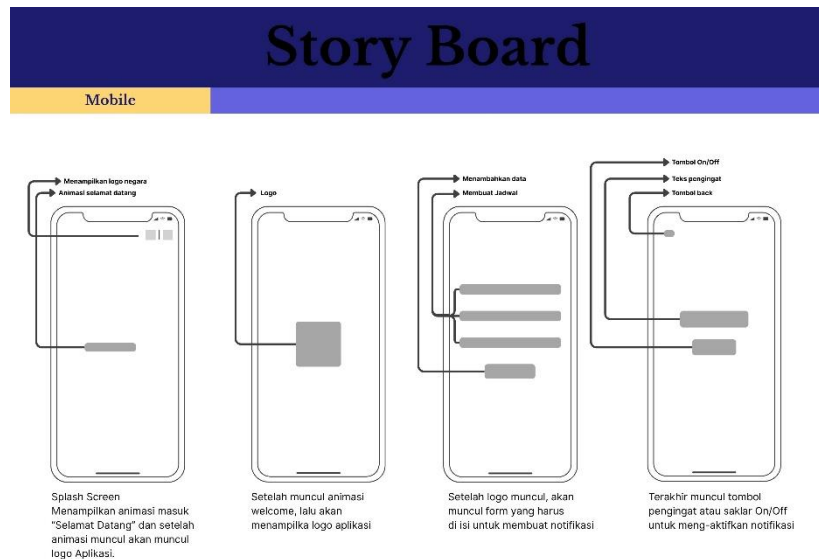 Story Board
Mobile
Menampilkan logo negara
Animasi selamat datang
Logo
Menambahkan data
Membuat Jadwal
Tombol On/Off
Teks pengingat
Tombol back
Splash Screen
Menampilkan animasi masuk
"Selamat Datang" dan setelah
animasi muncul akan muncul
logo Aplikasi.
Setelah muncul animasi
welcome, lalu akan
menampilka logo aplikasi
Setelah logo muncul, akan
muncul form yang harus
di isi untuk membuat notifikasi
Terakhir muncul tombol
pengingat atau saklar On/Off
untuk meng-aktifkan notifikasi